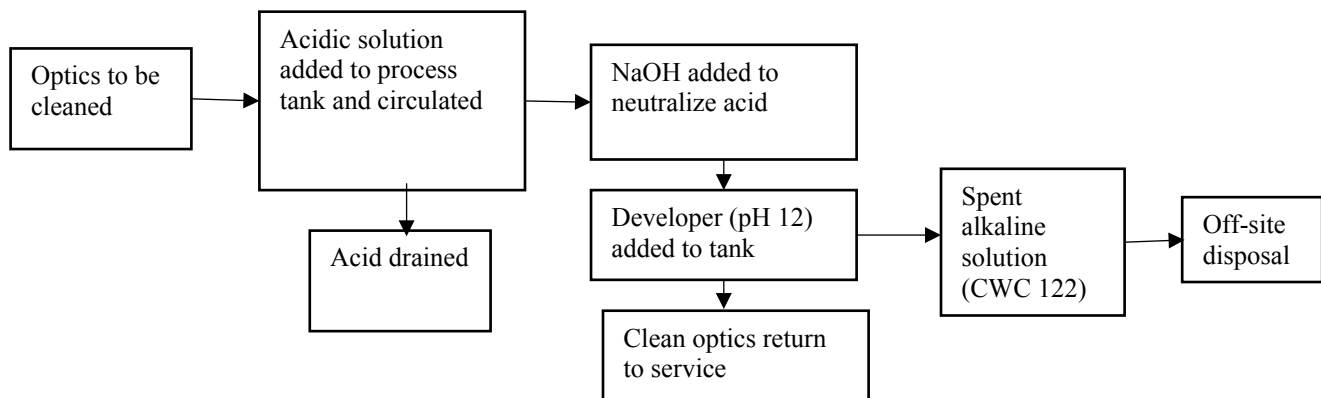 Optics to be
cleaned
Acidic solution
added to process
tank and circulated
Acid drained
NaOH added to
neutralize acid
Developer (pH 12)
added to tank
Clean optics return
to service
Spent
alkaline
solution
(CWC 122)
Off-site
disposal